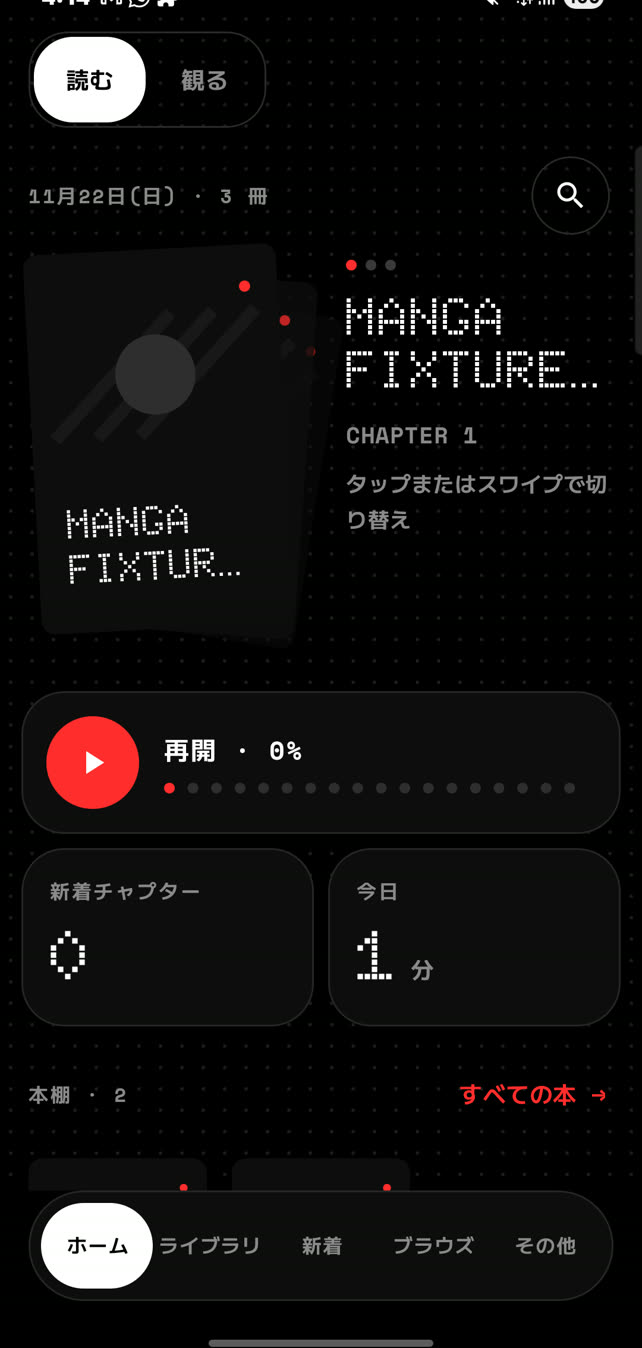 読む 観る
11月22日(日) · 3 冊
MANGA
FIXTURE...
CHAPTER 1
タップまたはスワイプで切
り替え
MANGA
FIXTUR...
再開 · 0%
新着チャプター
0
今日
1 分
本棚 · 2
すべての本 →
ホーム ライブラリ 新着 ブラウズ その他